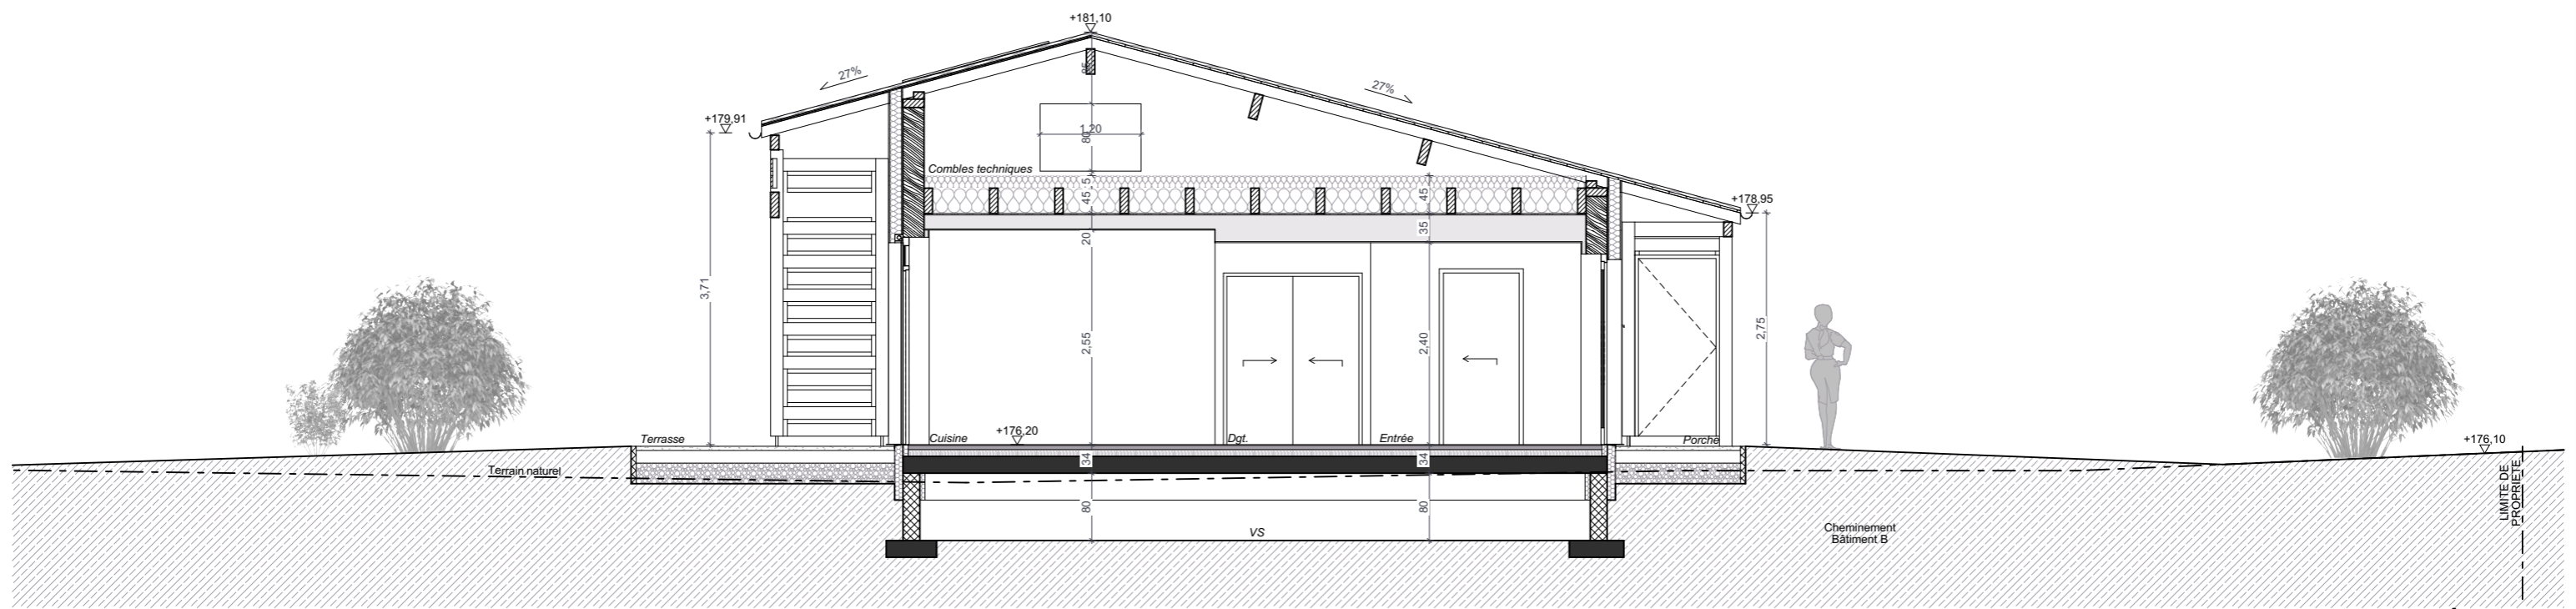 +181,10
27%
27%
85
+179,91
1,20
80
Combles techniques
5
45
45
+178,95
20
35
3,71
2,55
2,40
2,75
+176,20
Terrasse
Cuisine
Dgt.
Entrée
Porche
+176,10
34
34
Terrain naturel
LIMITE DE
PROPRIETE
80
80
VS
Cheminement
Bâtiment B